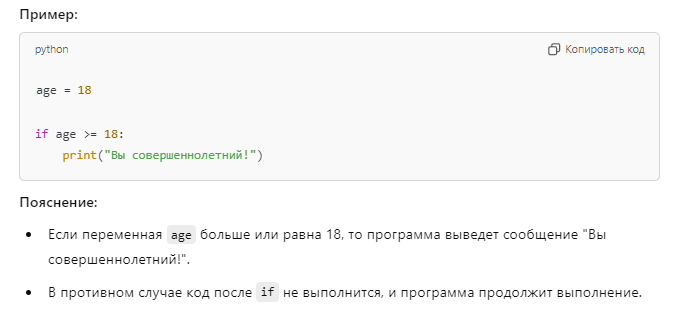 Пример:
python
Копировать код
age = 18
if age >= 18:
    print("Вы совершеннолетний!")
Пояснение:
Если переменная age больше или равна 18, то программа выведет сообщение "Вы
совершеннолетний!".
В противном случае код после if не выполнится, и программа продолжит выполнение.